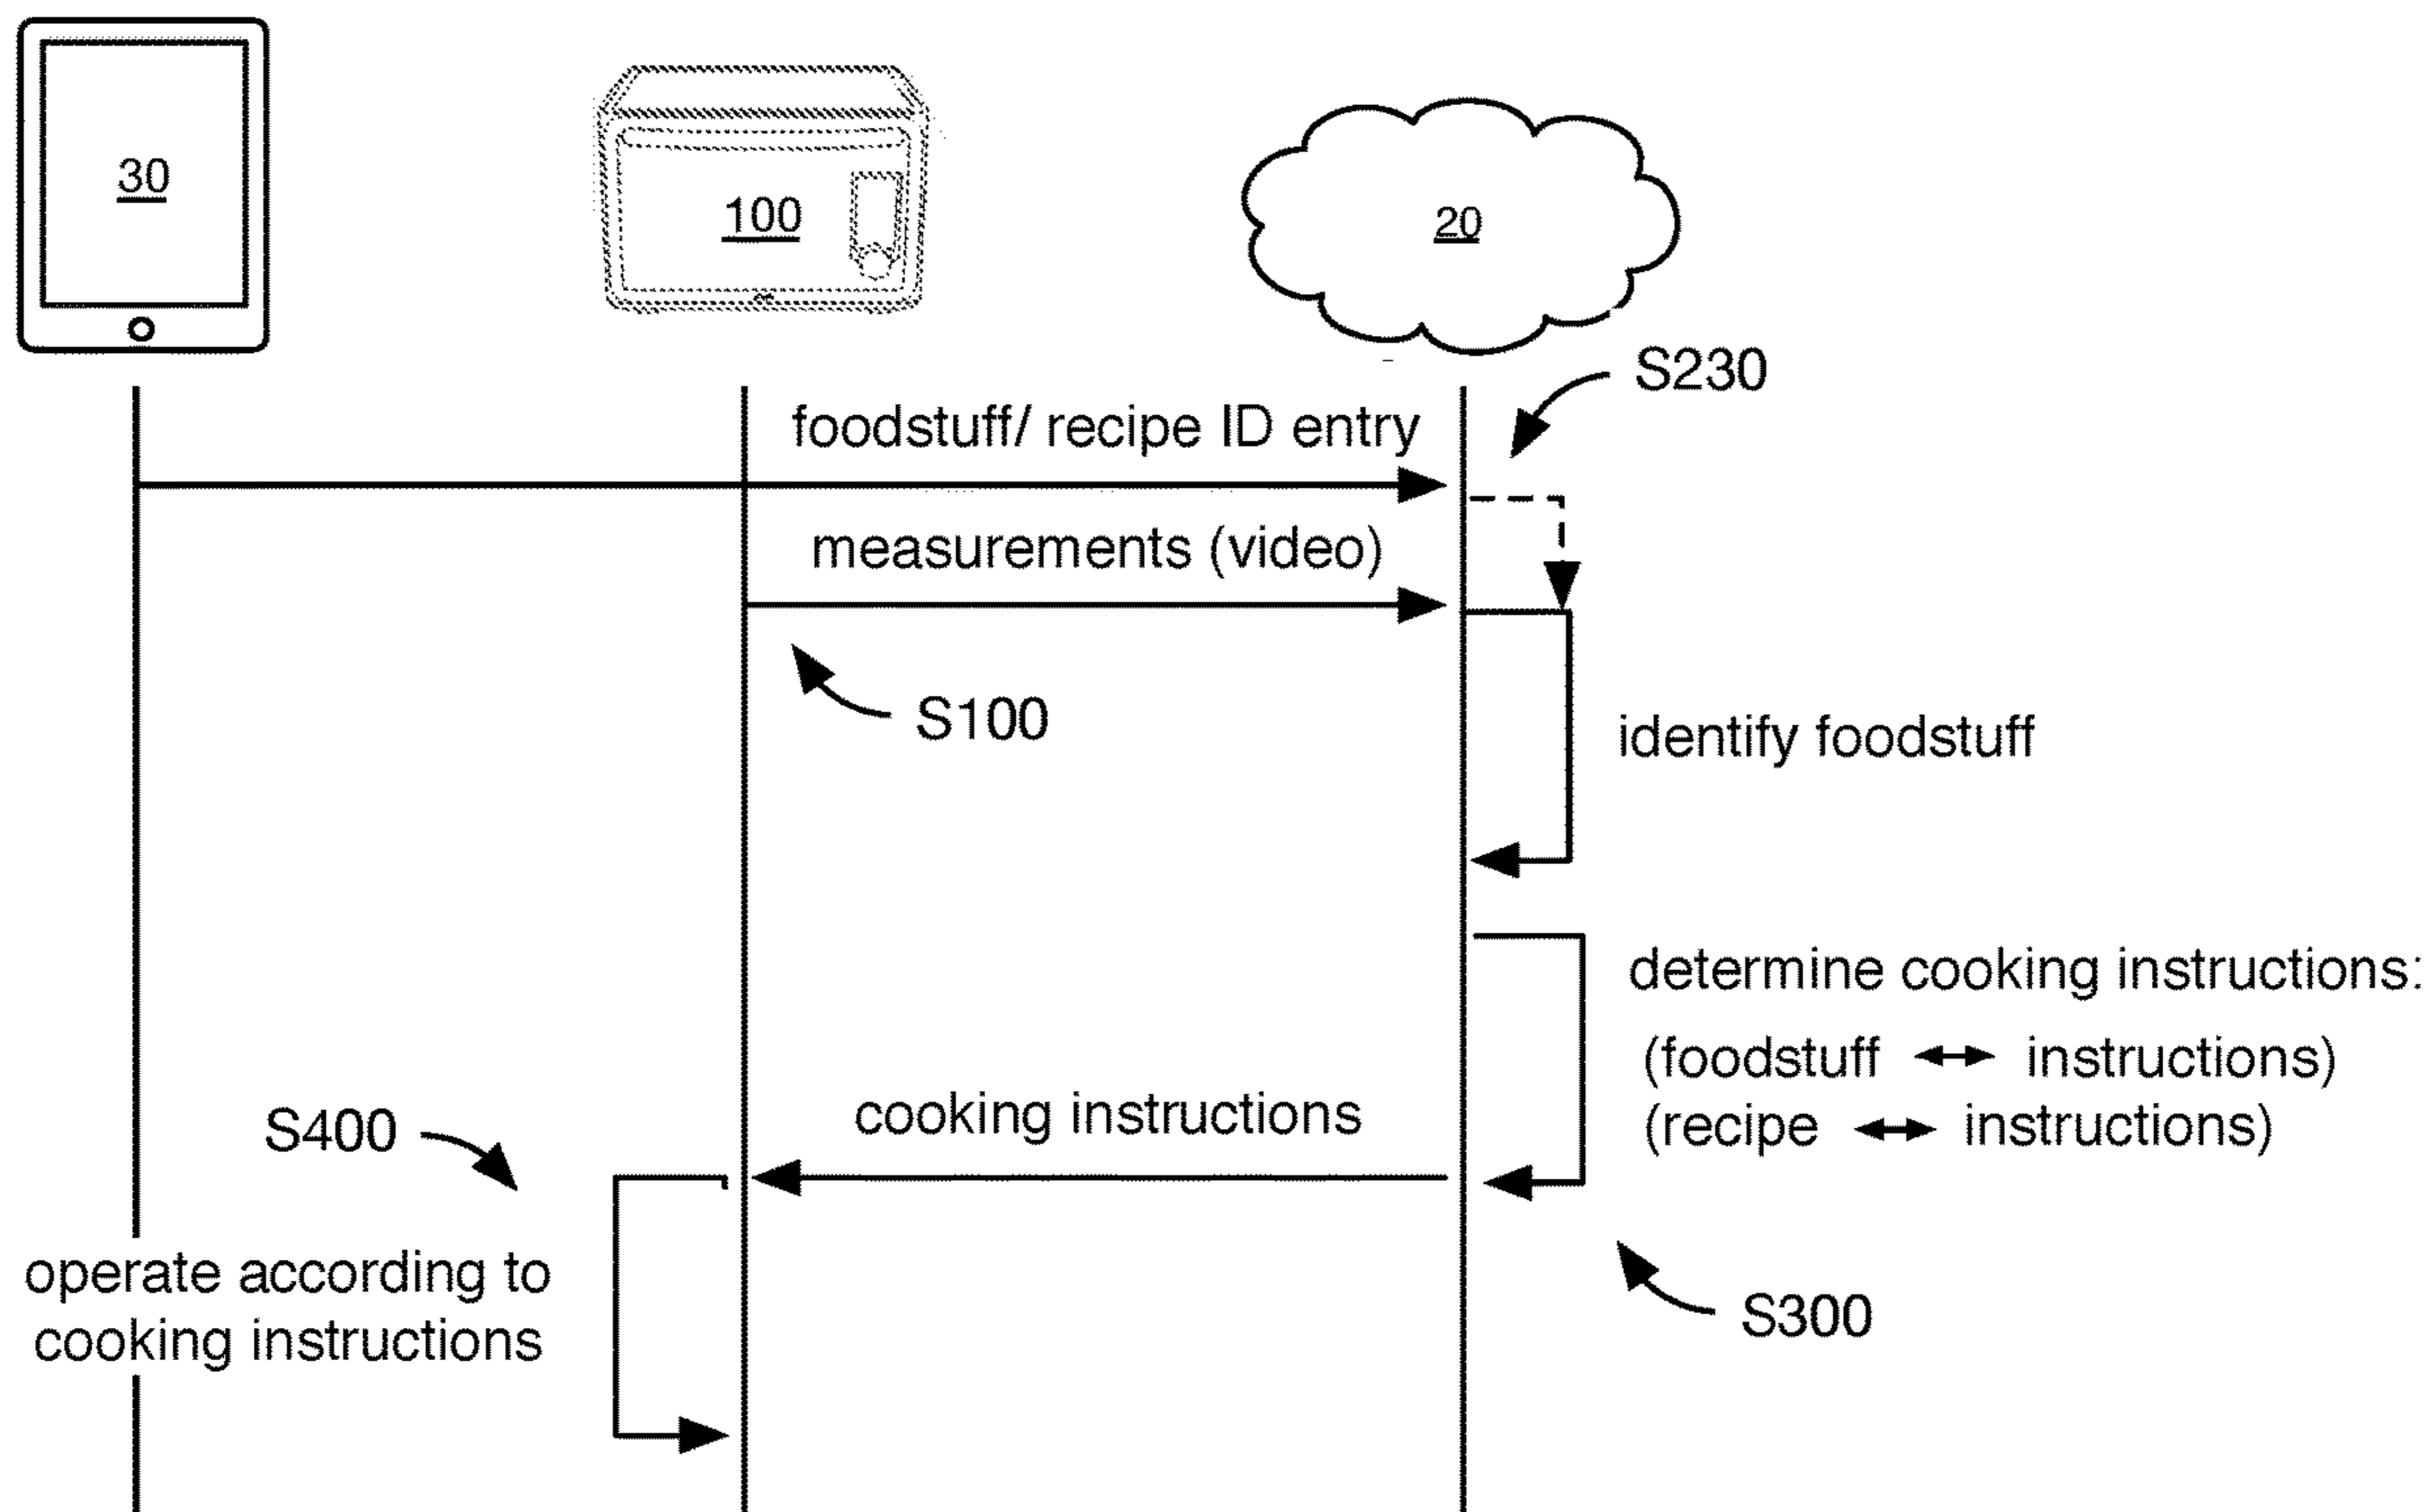 30
100
20
S230
foodstuff/ recipe ID entry
measurements (video)
S100
identify foodstuff
determine cooking instructions:
(foodstuff ↔ instructions)
(recipe ↔ instructions)
cooking instructions
S400
operate according to
cooking instructions
S300